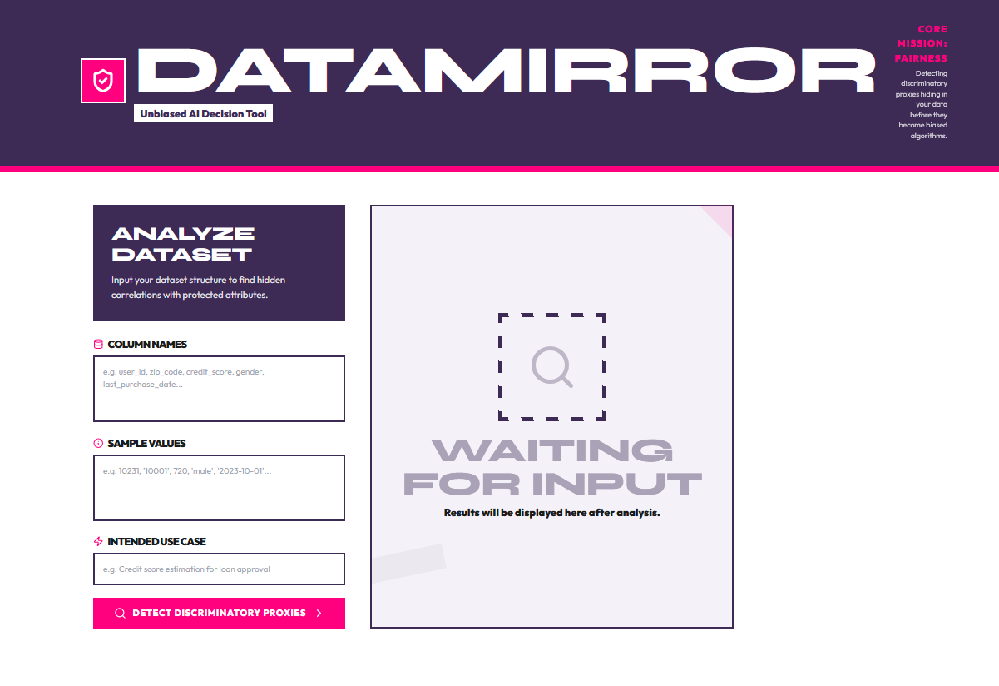 DATAMIRROR
Unbiased AI Decision Tool
CORE
MISSION:
FAIRNESS
Detecting
discriminatory
proxies hiding in
your data
before they
become biased
algorithms.
ANALYZE
DATASET
Input your dataset structure to find hidden
correlations with protected attributes.
COLUMN NAMES
e.g. user_id, zip_code, credit_score, gender,
last_purchase_date...
SAMPLE VALUES
e.g. 10231, '10001', 720, 'male', '2023-10-01'...
INTENDED USE CASE
e.g. Credit score estimation for loan approval
DETECT DISCRIMINATORY PROXIES
WAITING
FOR INPUT
Results will be displayed here after analysis.